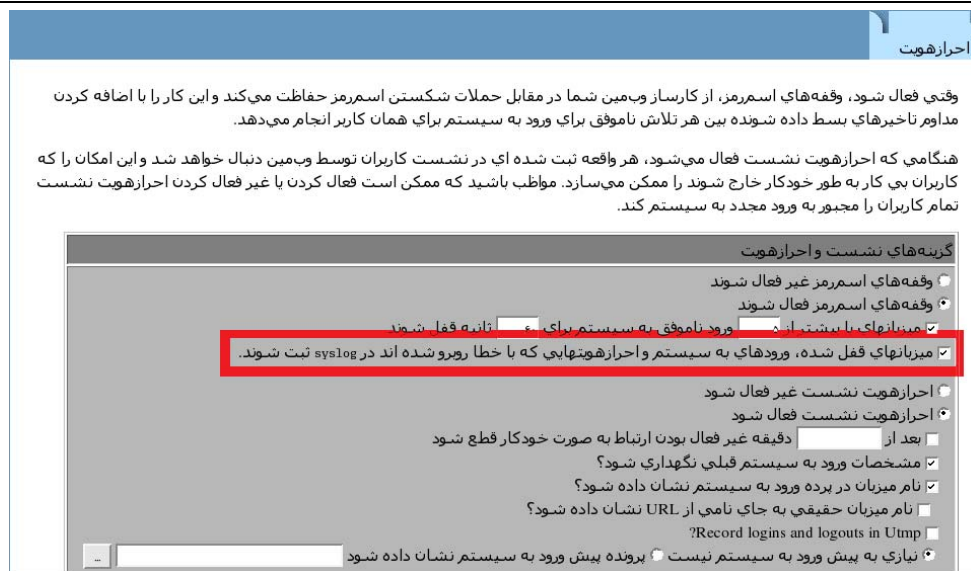 احرازهويت
وقتي فعال شود، وقفه‌هاي اسم‌رمز، از کارساز وب‌مين شما در مقابل حملات شکستن اسم‌رمز حفاظت مي‌کند و اين کار را با اضافه کردن
مداوم تاخيرهاي بسط داده شونده بين هر تلاش ناموفق براي ورود به سيستم براي همان کاربر انجام مي‌دهد.
هنگامي که احرازهويت نشست فعال مي‌شود، هر واقعه ثبت شده اي در نشست کاربران توسط وب‌مين دنبال خواهد شد و اين امکان را که
کاربران بي کار به طور خودکار خارج شوند را ممکن مي‌سازد. مواظب باشيد که ممکن است فعال کردن يا غير فعال کردن احرازهويت نشست
تمام کاربران را مجبور به ورود مجدد به سيستم کند.
گزينه‌هاي نشست و احرازهويت
وقفه‌هاي اسم‌رمز غير فعال شوند
وقفه‌هاي اسم‌رمز فعال شوند
ميزبانهاي با بيشتر از ۵ ورود ناموفق به سيستم براي ۶۰ ثانيه قفل شوند
ميزبانهاي قفل شده، ورودهاي به سيستم و احرازهويتهايي که با خطا روبرو شده اند در syslog ثبت شوند.
احرازهويت نشست غير فعال شود
احرازهويت نشست فعال شود
بعد از دقيقه غير فعال بودن ارتباط به صورت خودکار قطع شود
مشخصات ورود به سيستم قبلي نگهداري شود؟
نام ميزبان در پرده ورود به سيستم نشان داده شود؟
نام ميزبان حقيقي به جاي نامي از URL نشان داده شود؟
?Record logins and logouts in Utmp
نيازي به پيش ورود به سيستم نيست پرونده پيش ورود به سيستم نشان داده شود ...